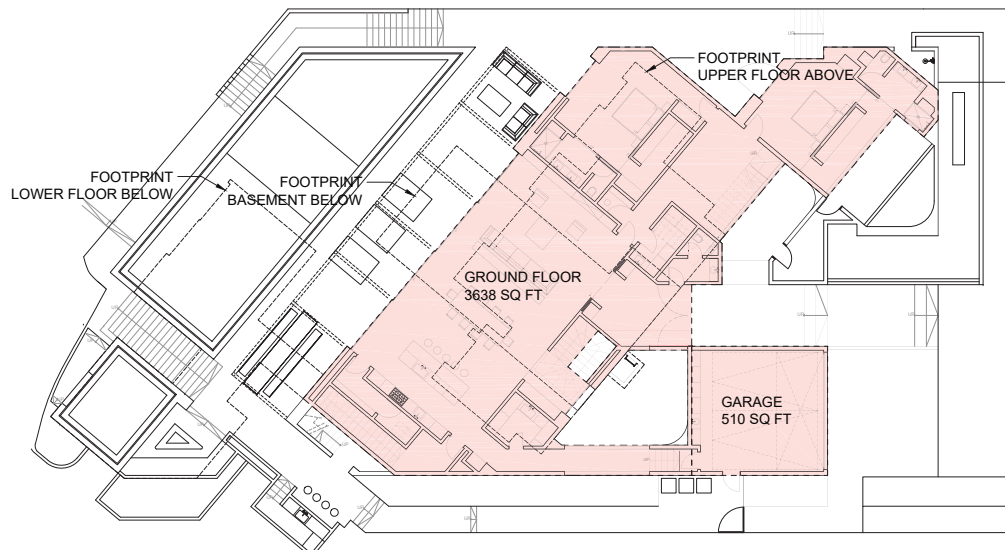 FOOTPRINT
UPPER FLOOR ABOVE
FOOTPRINT
LOWER FLOOR BELOW
FOOTPRINT
BASEMENT BELOW
GROUND FLOOR
3638 SQ FT
GARAGE
510 SQ FT